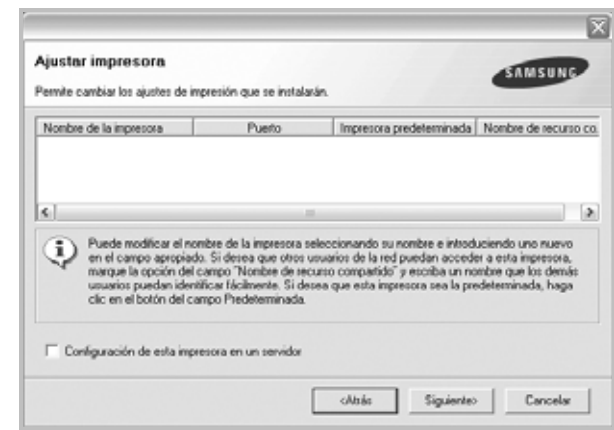 Ajustar impresora
SAMSUNG
Permite cambiar los ajustes de impresión que se instalarán.
Nombre de la impresora Puerto Impresora predeterminada Nombre de recurso co.
Puede modificar el nombre de la impresora seleccionando su nombre e introduciendo uno nuevo
en el campo apropiado. Si desea que otros usuarios de la red puedan acceder a esta impresora,
marque la opción del campo "Nombre de recurso compartido" y escriba un nombre que los demás
usuarios puedan identificar fácilmente. Si desea que esta impresora sea la predeterminada, haga
clic en el botón del campo Predeterminada.
Configuración de esta impresora en un servidor
<Atrás Siguiente> Cancelar